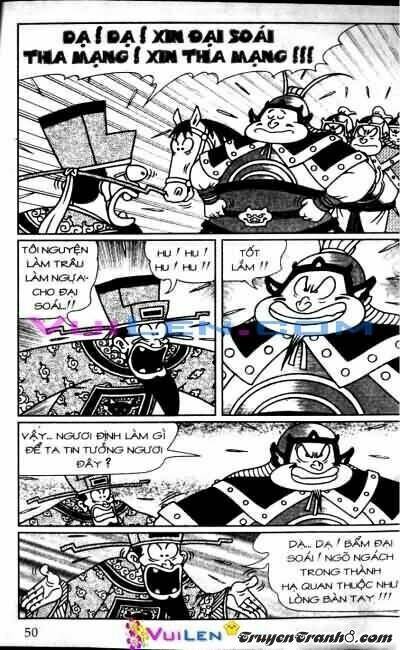 DẠ! DẠ! XIN ĐẠI SOÁI
THA MẠNG! XIN THA MẠNG!!!
TÔI NGUYỆN
LÀM TRÂU
LÀM NGỰA
CHO ĐẠI
SOÁI!
HU! HU!
HU! HU!!
TỐT
LẮM!!
VUILEN.COM
VẬY... NGƯƠI ĐỊNH LÀM GÌ
ĐỂ TA TIN TƯỞNG NGƯƠI
ĐÂY?
DẠ... DẠ! BẨM ĐẠI
SOÁI! NGÕ NGÁCH
TRONG THÀNH
HẠ QUAN THUỘC NHƯ
LÒNG BÀN TAY!!!
50
VUILEN
TruyenTranh8.com